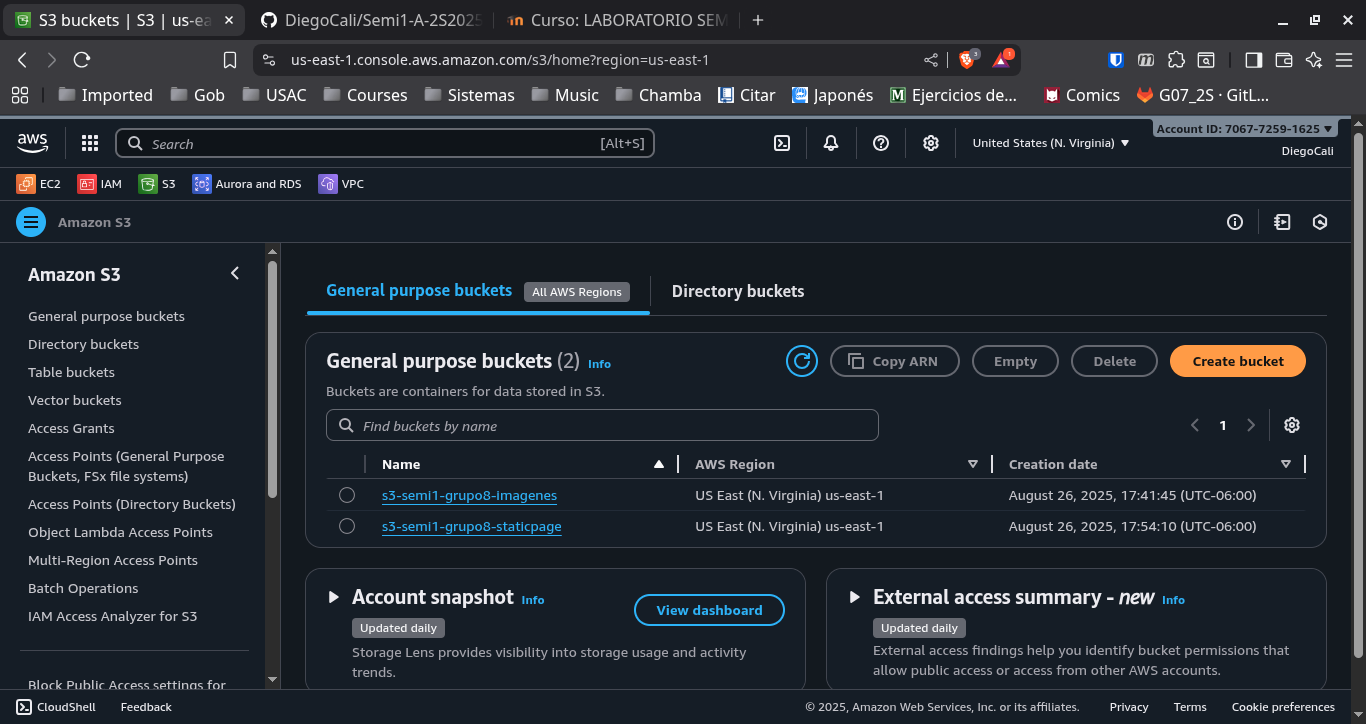 S3 buckets | S3 | us-ea
DiegoCali/Semi1-A-2S2025
Curso: LABORATORIO SEM
us-east-1.console.aws.amazon.com/s3/home?region=us-east-1
3
1
Imported
Gob
USAC
Courses
Sistemas
Music
Chamba
Citar
Japonés
Ejercicios de...
Comics
G07_2S · GitL...
aws
Search
[Alt+S]
United States (N. Virginia)
Account ID: 7067-7259-1625
DiegoCali
EC2
IAM
S3
Aurora and RDS
VPC
Amazon S3
Amazon S3
General purpose buckets
Directory buckets
Table buckets
Vector buckets
Access Grants
Access Points (General Purpose
Buckets, FSx file systems)
Access Points (Directory Buckets)
Object Lambda Access Points
Multi-Region Access Points
Batch Operations
IAM Access Analyzer for S3
Block Public Access settings for
General purpose buckets
All AWS Regions
Directory buckets
General purpose buckets (2) Info
Copy ARN
Empty
Delete
Create bucket
Buckets are containers for data stored in S3.
Find buckets by name
1
Name
AWS Region
Creation date
s3-semi1-grupo8-imagenes US East (N. Virginia) us-east-1 August 26, 2025, 17:41:45 (UTC-06:00)
s3-semi1-grupo8-staticpage US East (N. Virginia) us-east-1 August 26, 2025, 17:54:10 (UTC-06:00)
Account snapshot Info
Updated daily
View dashboard
Storage Lens provides visibility into storage usage and activity
trends.
External access summary - new Info
Updated daily
External access findings help you identify bucket permissions that
allow public access or access from other AWS accounts.
CloudShell
Feedback
© 2025, Amazon Web Services, Inc. or its affiliates.
Privacy
Terms
Cookie preferences